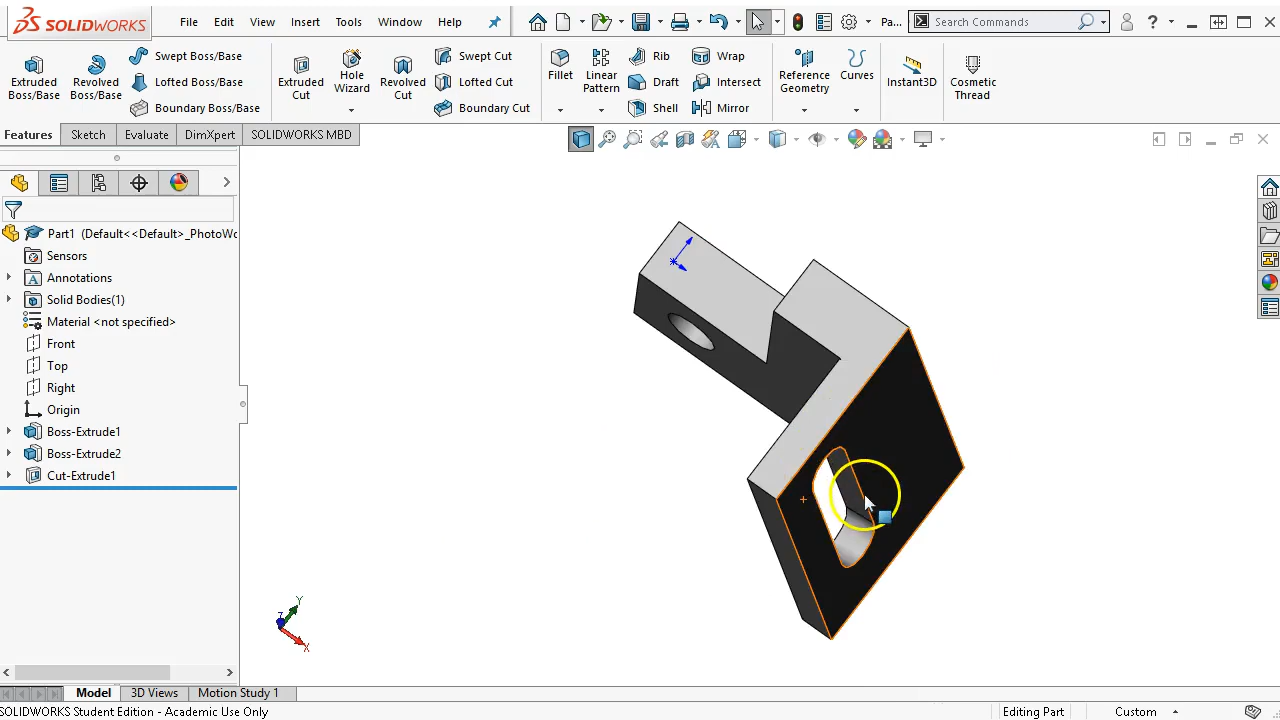 SOLIDWORKS
File Edit View Insert Tools Window Help
Pa...
Search Commands
Extruded Boss/Base
Revolved Boss/Base
Swept Boss/Base
Lofted Boss/Base
Boundary Boss/Base
Extruded Cut
Hole Wizard
Revolved Cut
Swept Cut
Lofted Cut
Boundary Cut
Fillet
Linear Pattern
Rib
Draft
Shell
Wrap
Intersect
Mirror
Reference Geometry
Curves
Instant3D
Cosmetic Thread
Features Sketch Evaluate DimXpert SOLIDWORKS MBD
Part1 (Default<<Default>_PhotoWo
Sensors
Annotations
Solid Bodies(1)
Material <not specified>
Front
Top
Right
Origin
Boss-Extrude1
Boss-Extrude2
Cut-Extrude1
Y
Z
X
Model 3D Views Motion Study 1
SOLIDWORKS Student Edition - Academic Use Only
Editing Part
Custom